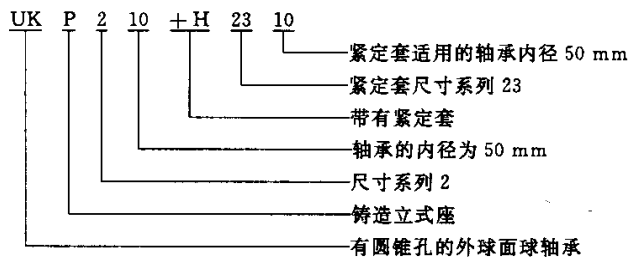 UK P 2 10 +H 23 10
紧定套适用的轴承内径 50 mm
紧定套尺寸系列 23
带有紧定套
轴承的内径为 50 mm
尺寸系列 2
铸造立式座
有圆锥孔的外球面球轴承